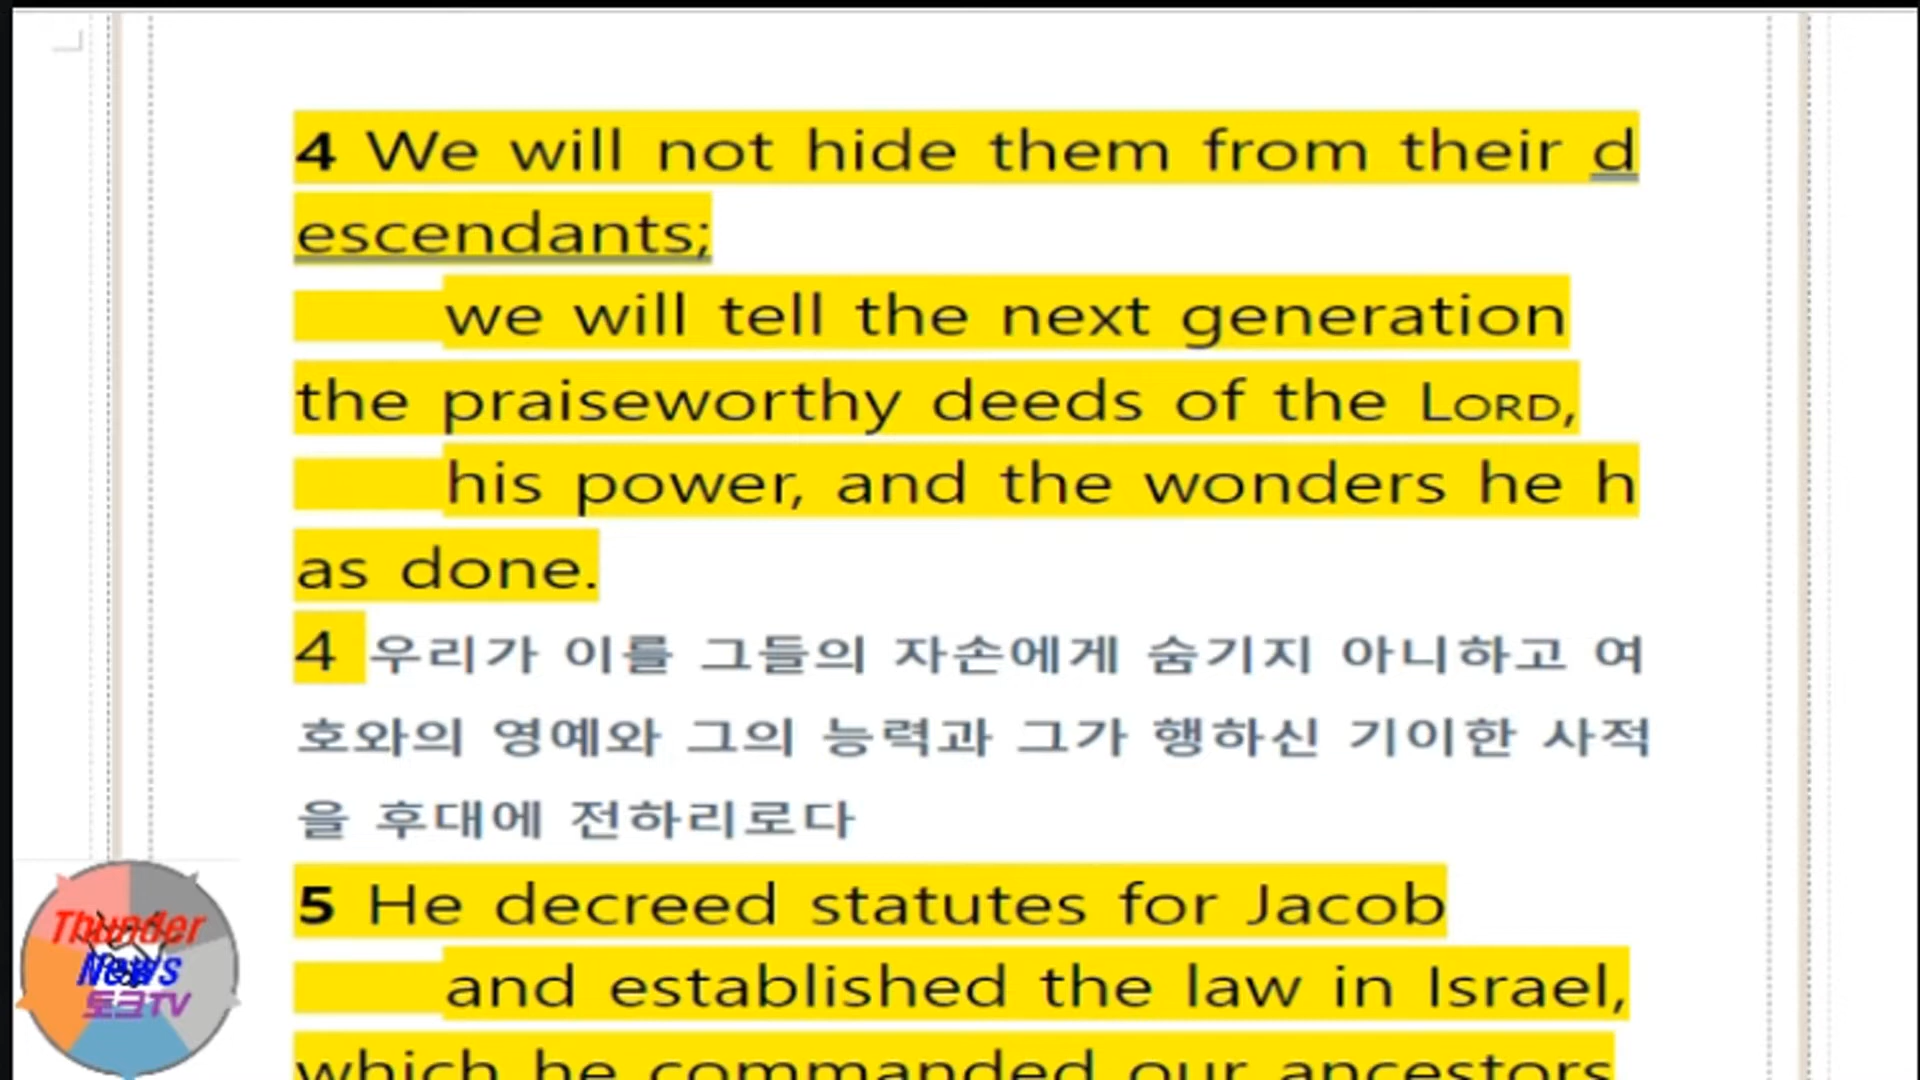 4 We will not hide them from their d
escendants;
we will tell the next generation
the praiseworthy deeds of the LORD,
his power, and the wonders he h
as done.
4 우리가 이를 그들의 자손에게 숨기지 아니하고 여
호와의 영예와 그의 능력과 그가 행하신 기이한 사적
을 후대에 전하리로다
5 He decreed statutes for Jacob
and established the law in Israel,
which he commanded our ancestors
Thunder
News
토크TV